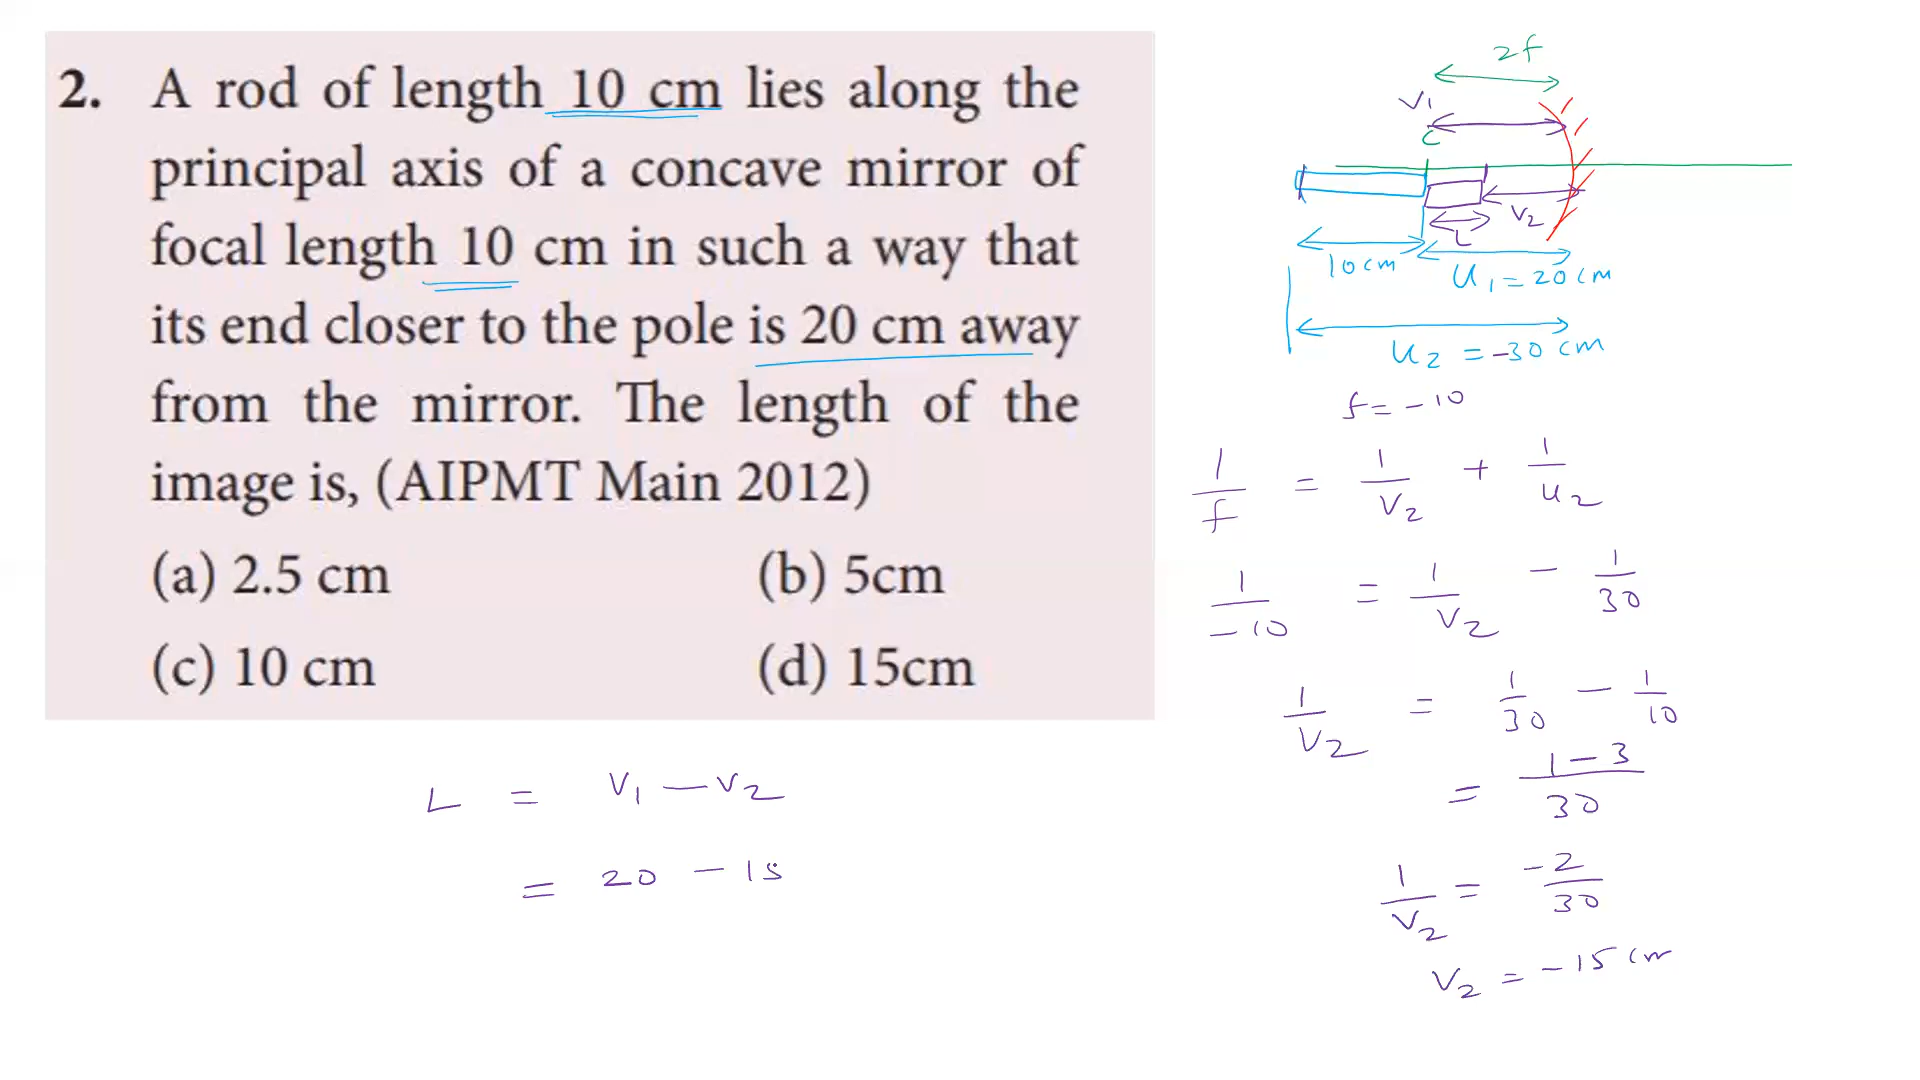 2. A rod of length 10 cm lies along the
principal axis of a concave mirror of
focal length 10 cm in such a way that
its end closer to the pole is 20 cm away
from the mirror. The length of the
image is, (AIPMT Main 2012)
(a) 2.5 cm (b) 5cm
(c) 10 cm (d) 15cm
2f
V1
C
V2
L
10cm
U1 = 20cm
U2 = -30 cm
f = -10
1/f = 1/V2 + 1/U2
1/-10 = 1/V2 - 1/30
1/V2 = 1/30 - 1/10
= 1-3/30
1/V2 = -2/30
V2 = -15 cm
L = V1 - V2
= 20 - 15